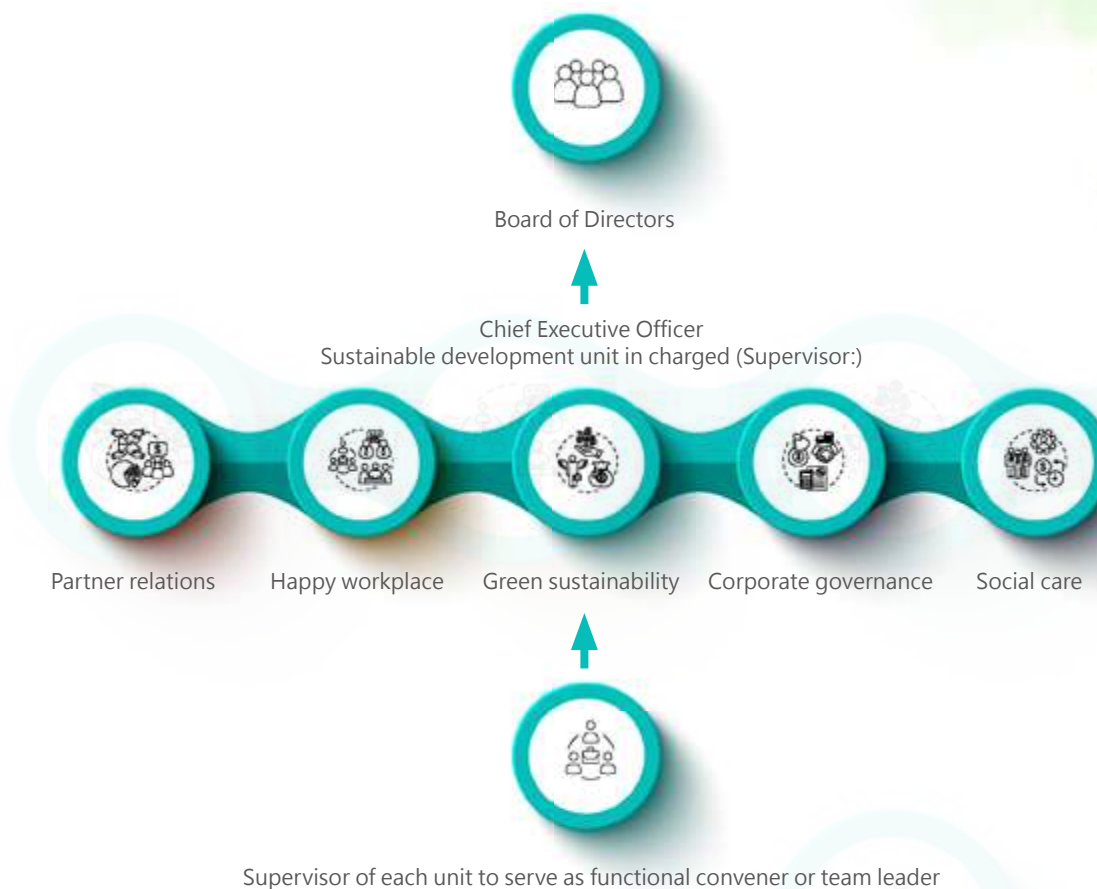 Board of Directors
Chief Executive Officer
Sustainable development unit in charged (Supervisor:)
Partner relations
Happy workplace
Green sustainability
Corporate governance
Social care
Supervisor of each unit to serve as functional convener or team leader